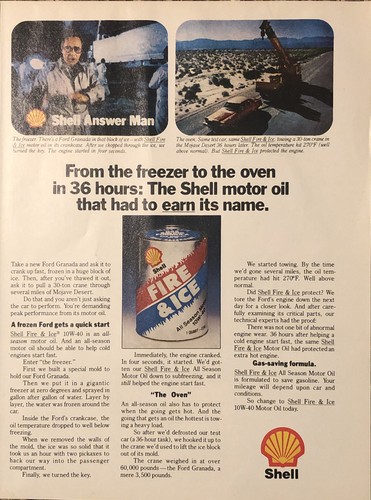 Shell Answer Man
The freezer. There's a Ford Granada in that block of ice—with Shell Fire
& Ice motor oil in its crankcase. After we chopped through the ice, we
turned the key. The engine started in four seconds.
The oven. Same test car, same Shell Fire & Ice, towing a 30-ton crane in
the Mojave Desert 36 hours later. The oil temperature hit 270°F (well
above normal). But Shell Fire & Ice protected the engine.
From the freezer to the oven
in 36 hours: The Shell motor oil
that had to earn its name.
Take a new Ford Granada and ask it to
crank up fast, frozen in a huge block of
ice. Then, after you've thawed it out,
ask it to pull a 30-ton crane through
several miles of Mojave Desert.
Do that and you aren't just asking
the car to perform. You're demanding
peak performance from its motor oil.
A frozen Ford gets a quick start
Shell Fire & Ice® 10W-40 is an all-
season motor oil. And an all-season
motor oil should be able to help cold
engines start fast.
Enter "the freezer."
First we built a special mold to
hold our Ford Granada.
Then we put it in a gigantic
freezer at zero degrees and sprayed in
gallon after gallon of water. Layer by
layer, the water was frozen around the
car.
Inside the Ford's crankcase, the
oil temperature dropped to well below
freezing.
When we removed the walls of
the mold, the ice was so solid that it
took us an hour with two pickaxes to
hack our way into the passenger
compartment.
Finally, we turned the key.
Shell
FIRE
& ICE
All Season
Immediately, the engine cranked.
In four seconds, it started. We'd got-
ten our Shell Fire & Ice All Season
Motor Oil down to subfreezing, and it
still helped the engine start fast.
"The Oven"
An all-season oil also has to protect
when the going gets hot. And the
going that gets an oil the hottest is tow-
ing a heavy load.
So after we'd defrosted our test
car (a 36-hour task), we hooked it up to
the crane we'd used to lift the ice block
out of its mold.
The crane weighed in at over
60,000 pounds—the Ford Granada, a
mere 3,500 pounds.
We started towing. By the time
we'd gone several miles, the oil tem-
perature had hit 270°F. Well above
normal.
Did Shell Fire & Ice protect? We
tore the Ford's engine down the next
day for a closer look. And after care-
fully examining its critical parts, our
technical experts had the proof:
There was not one bit of abnormal
engine wear. 36 hours after helping a
cold engine start fast, the same Shell
Fire & Ice Motor Oil had protected an
extra hot engine.
Gas-saving formula.
Shell Fire & Ice All Season Motor Oil
is formulated to save gasoline. Your
mileage will depend upon car and
conditions.
So change to Shell Fire & Ice
10W-40 Motor Oil today.
Shell